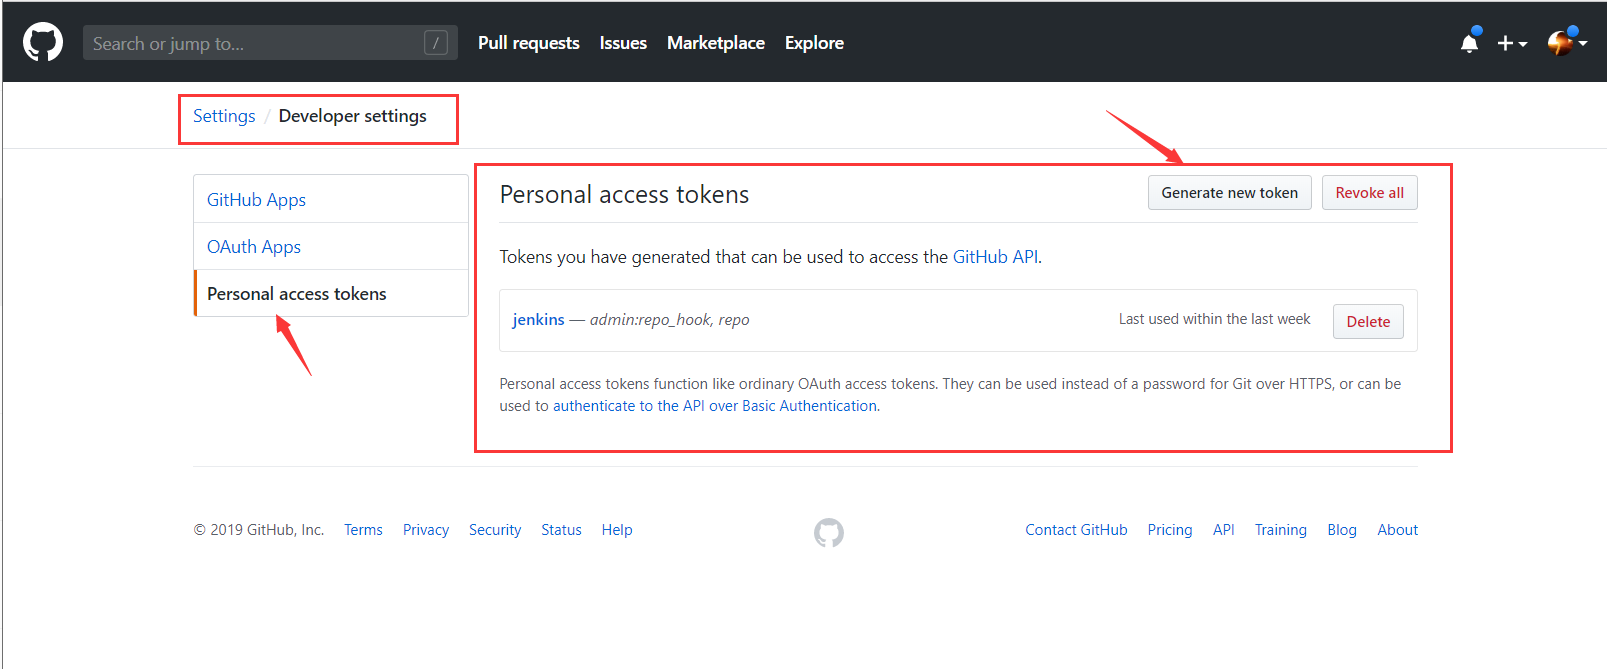 Search or jump to... /
Pull requests Issues Marketplace Explore
Settings / Developer settings
GitHub Apps
OAuth Apps
Personal access tokens
Personal access tokens
Generate new token
Revoke all
Tokens you have generated that can be used to access the GitHub API.
jenkins — admin:repo_hook, repo
Last used within the last week
Delete
Personal access tokens function like ordinary OAuth access tokens. They can be used instead of a password for Git over HTTPS, or can be
used to authenticate to the API over Basic Authentication.
© 2019 GitHub, Inc. Terms Privacy Security Status Help
Contact GitHub Pricing API Training Blog About